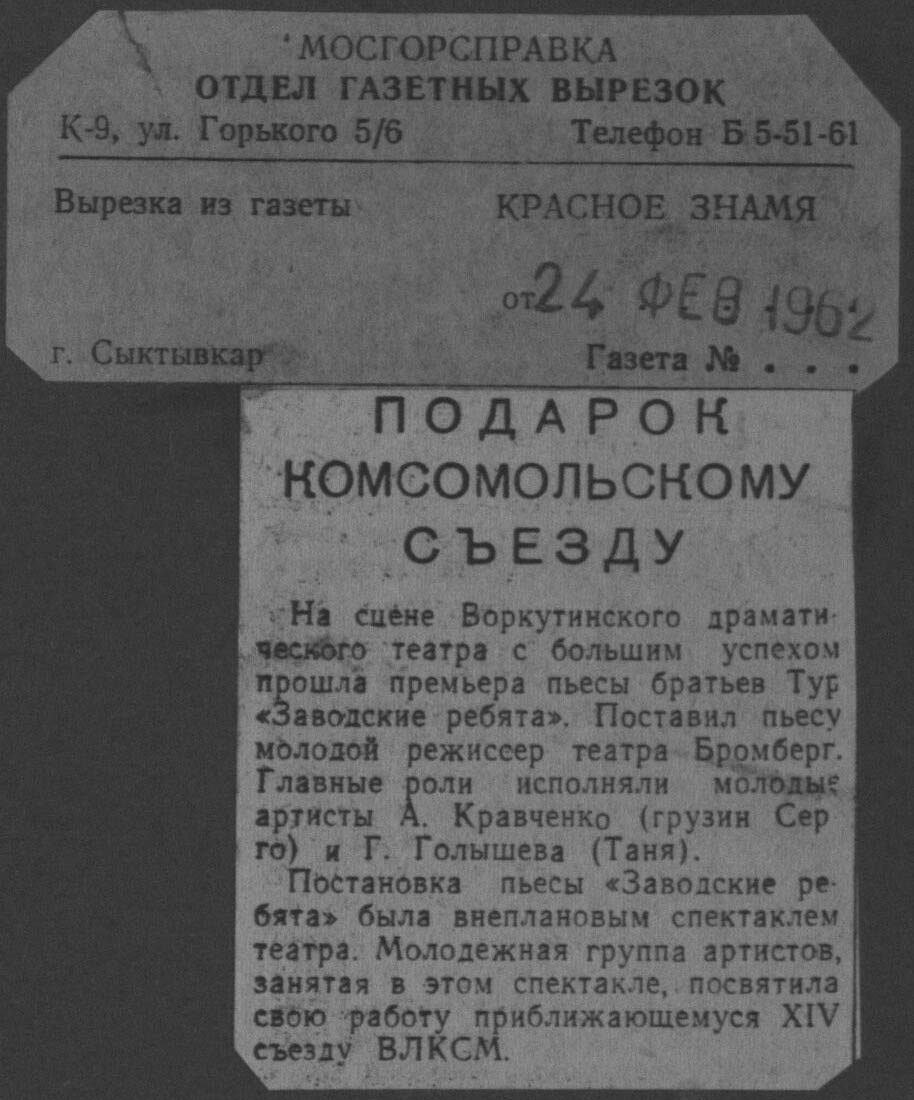 МОСГОРСПРАВКА
ОТДЕЛ ГАЗЕТНЫХ ВЫРЕЗОК
К-9, ул. Горького 5/6 Телефон Б 5-51-61
Вырезка из газеты КРАСНОЕ ЗНАМЯ
от 24 ФЕВ 1962
г. Сыктывкар Газета № . . .
ПОДАРОК
КОМСОМОЛЬСКОМУ
СЪЕЗДУ
На сцене Воркутинского драмати-
ческого театра с большим успехом
прошла премьера пьесы братьев Тур
«Заводские ребята». Поставил пьесу
молодой режиссер театра Бромберг.
Главные роли исполняли молодые
артисты А. Кравченко (грузин Сер
го) и Г. Голышева (Таня).
Постановка пьесы «Заводские ре-
бята» была внеплановым спектаклем
театра. Молодежная группа артистов,
занятая в этом спектакле, посвятила
свою работу приближающемуся XIV
съезду ВЛКСМ.